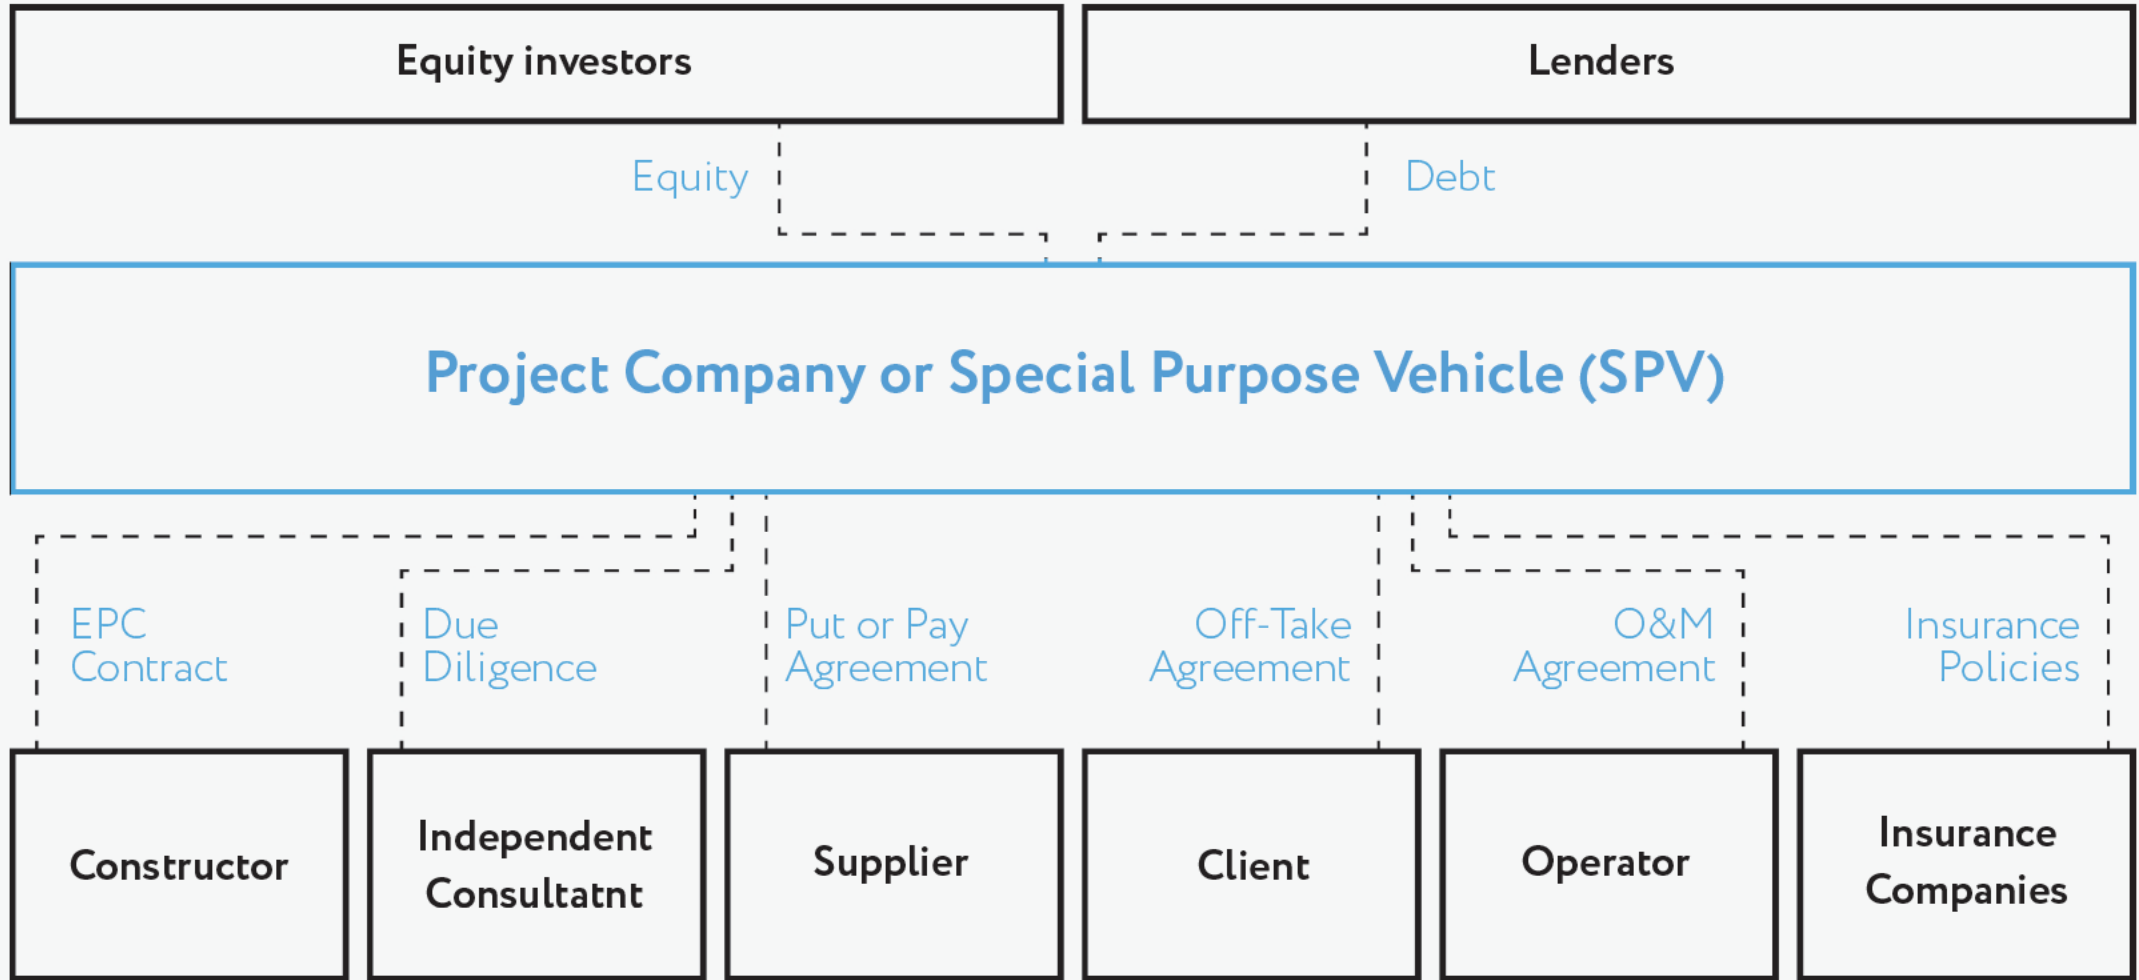 Equity investors
Lenders
Equity
Debt
Project Company or Special Purpose Vehicle (SPV)
EPC
Contract
Due
Diligence
Put or Pay
Agreement
Off-Take
Agreement
O&M
Agreement
Insurance
Policies
Constructor
Independent
Consultatnt
Supplier
Client
Operator
Insurance
Companies